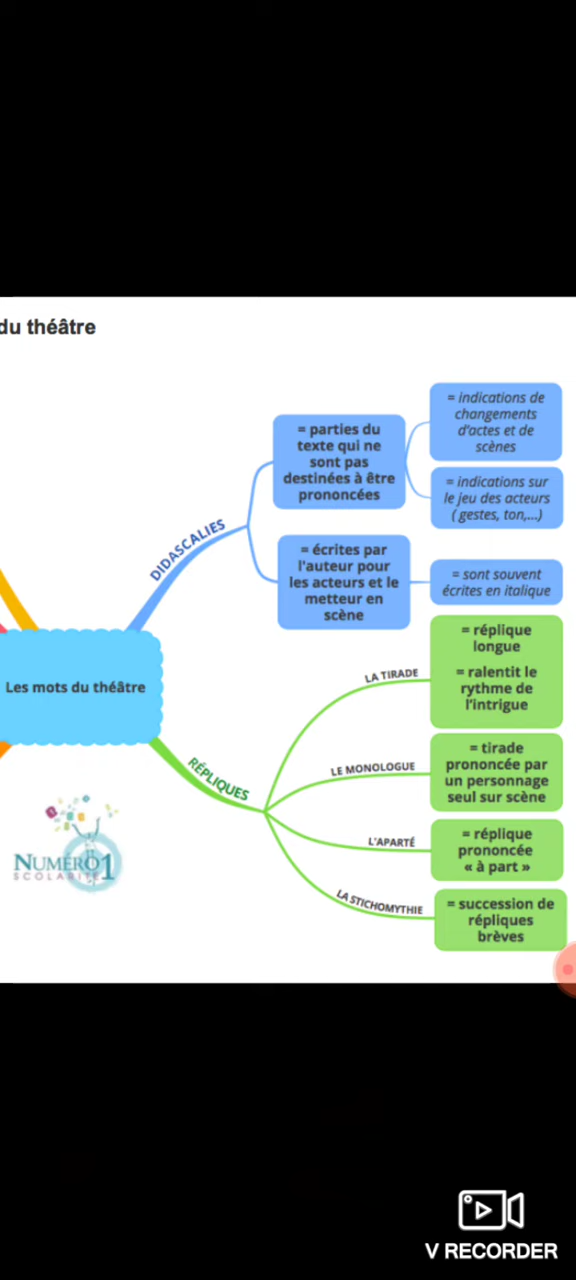 du théâtre
= indications de
changements
d'actes et de
scènes
= parties du
texte qui ne
sont pas
destinées à être
prononcées
= indications sur
le jeu des acteurs
( gestes, ton,...)
DIDASCALIES
= écrites par
l'auteur pour
les acteurs et le
metteur en
scène
= sont souvent
écrites en italique
Les mots du théâtre
RÉPLIQUES
LA TIRADE
= réplique
longue
= ralentit le
rythme de
l'intrigue
LE MONOLOGUE
= tirade
prononcée par
un personnage
seul sur scène
L'APARTÉ
= réplique
prononcée
« à part »
LA STICHOMYTHIE
= succession de
répliques
brèves
NUMÉRO1
SCOLARITÉ
V RECORDER